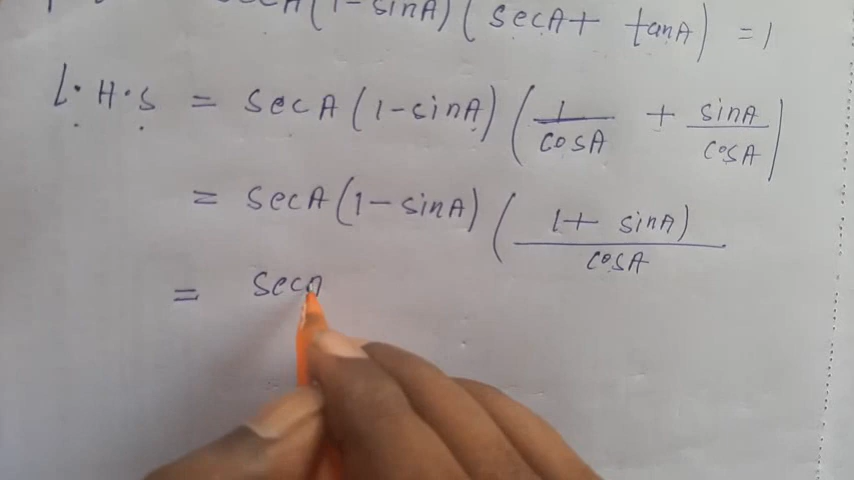 secA(1-sinA)(secA+ tanA) = 1
L.H.S = secA(1-sinA)(1/cosA + sinA/cosA)
= secA(1-sinA)(1+ sinA)/cosA
= secA